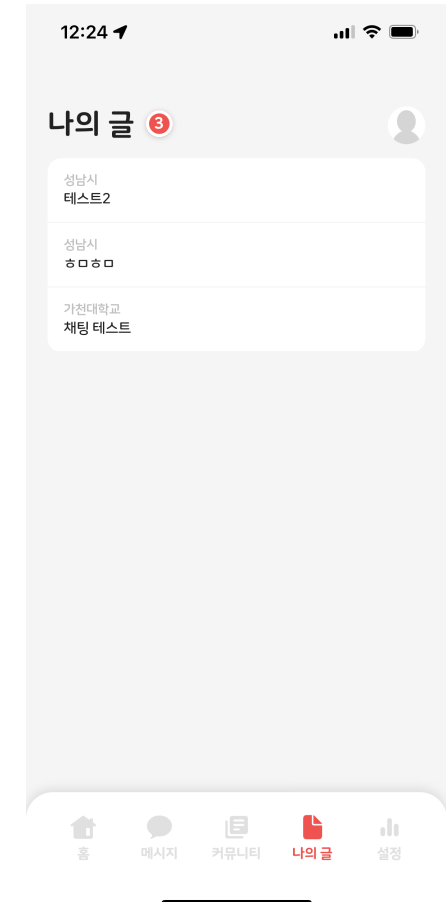 12:24
나의 글 3
성남시
테스트2
성남시
ㅎㅁㅎㅁ
가천대학교
채팅 테스트
홈 메시지 커뮤니티 나의 글 설정